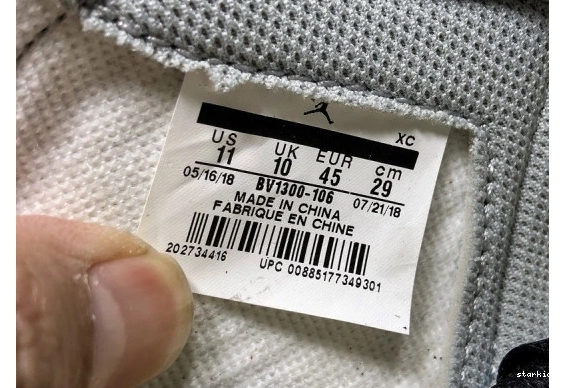 XC
US UK EUR cm
11 10 45 29
05/16/18 BV1300-106 07/21/18
MADE IN CHINA
FABRIQUE EN CHINE
202734416 UPC 00885177349301